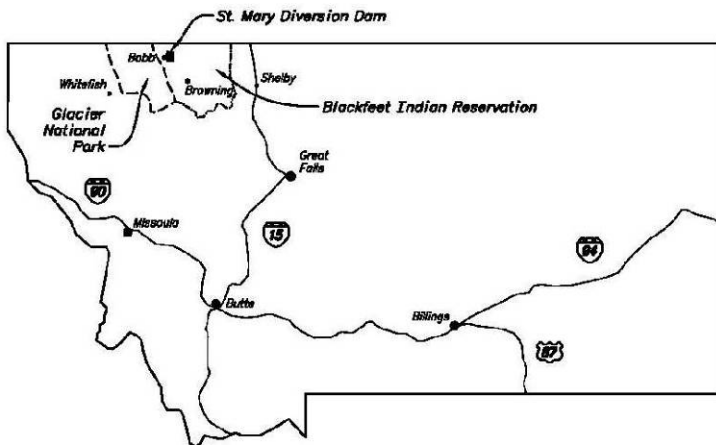 St. Mary Diversion Dam
Babb
Whitefish
Browning
Shelby
Blackfeet Indian Reservation
Glacier
National
Park
Great
Falls
90
Missoula
15
94
Butte
Billings
87